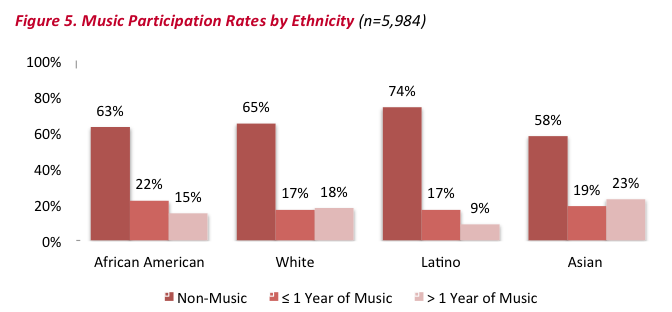 Figure 5. Music Participation Rates by Ethnicity (n=5,984)
100%
80%
60%
40%
20%
0%
63%
22%
15%
65%
17%
18%
74%
17%
9%
58%
19%
23%
African American
White
Latino
Asian
Non-Music
≤ 1 Year of Music
> 1 Year of Music